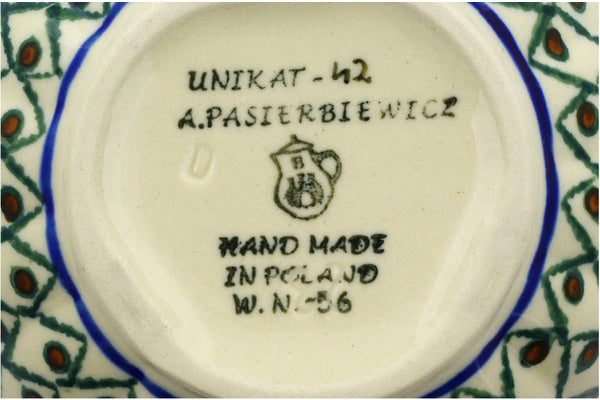 UNIKAT - 42
A. PASIERBIEWICZ
D
B
HAND MADE
IN POLAND
W. N. -56